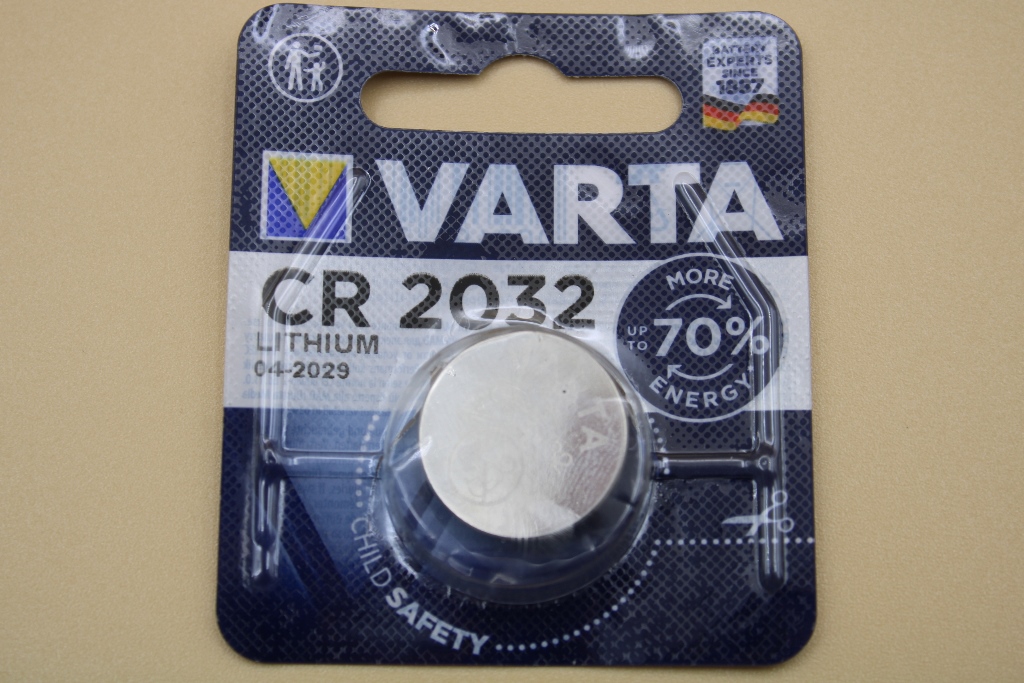 BATTERY
EXPERTS
SINCE
1887
VARTA
CR 2032
LITHIUM
04-2029
MORE
UP TO
70%
ENERGY
CHILD SAFETY